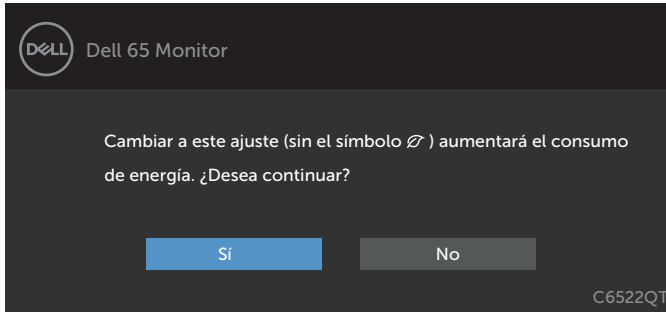 DELL
Dell 65 Monitor
Cambiar a este ajuste (sin el símbolo ) aumentará el consumo
de energía. ¿Desea continuar?
Sí
No
C6522QT